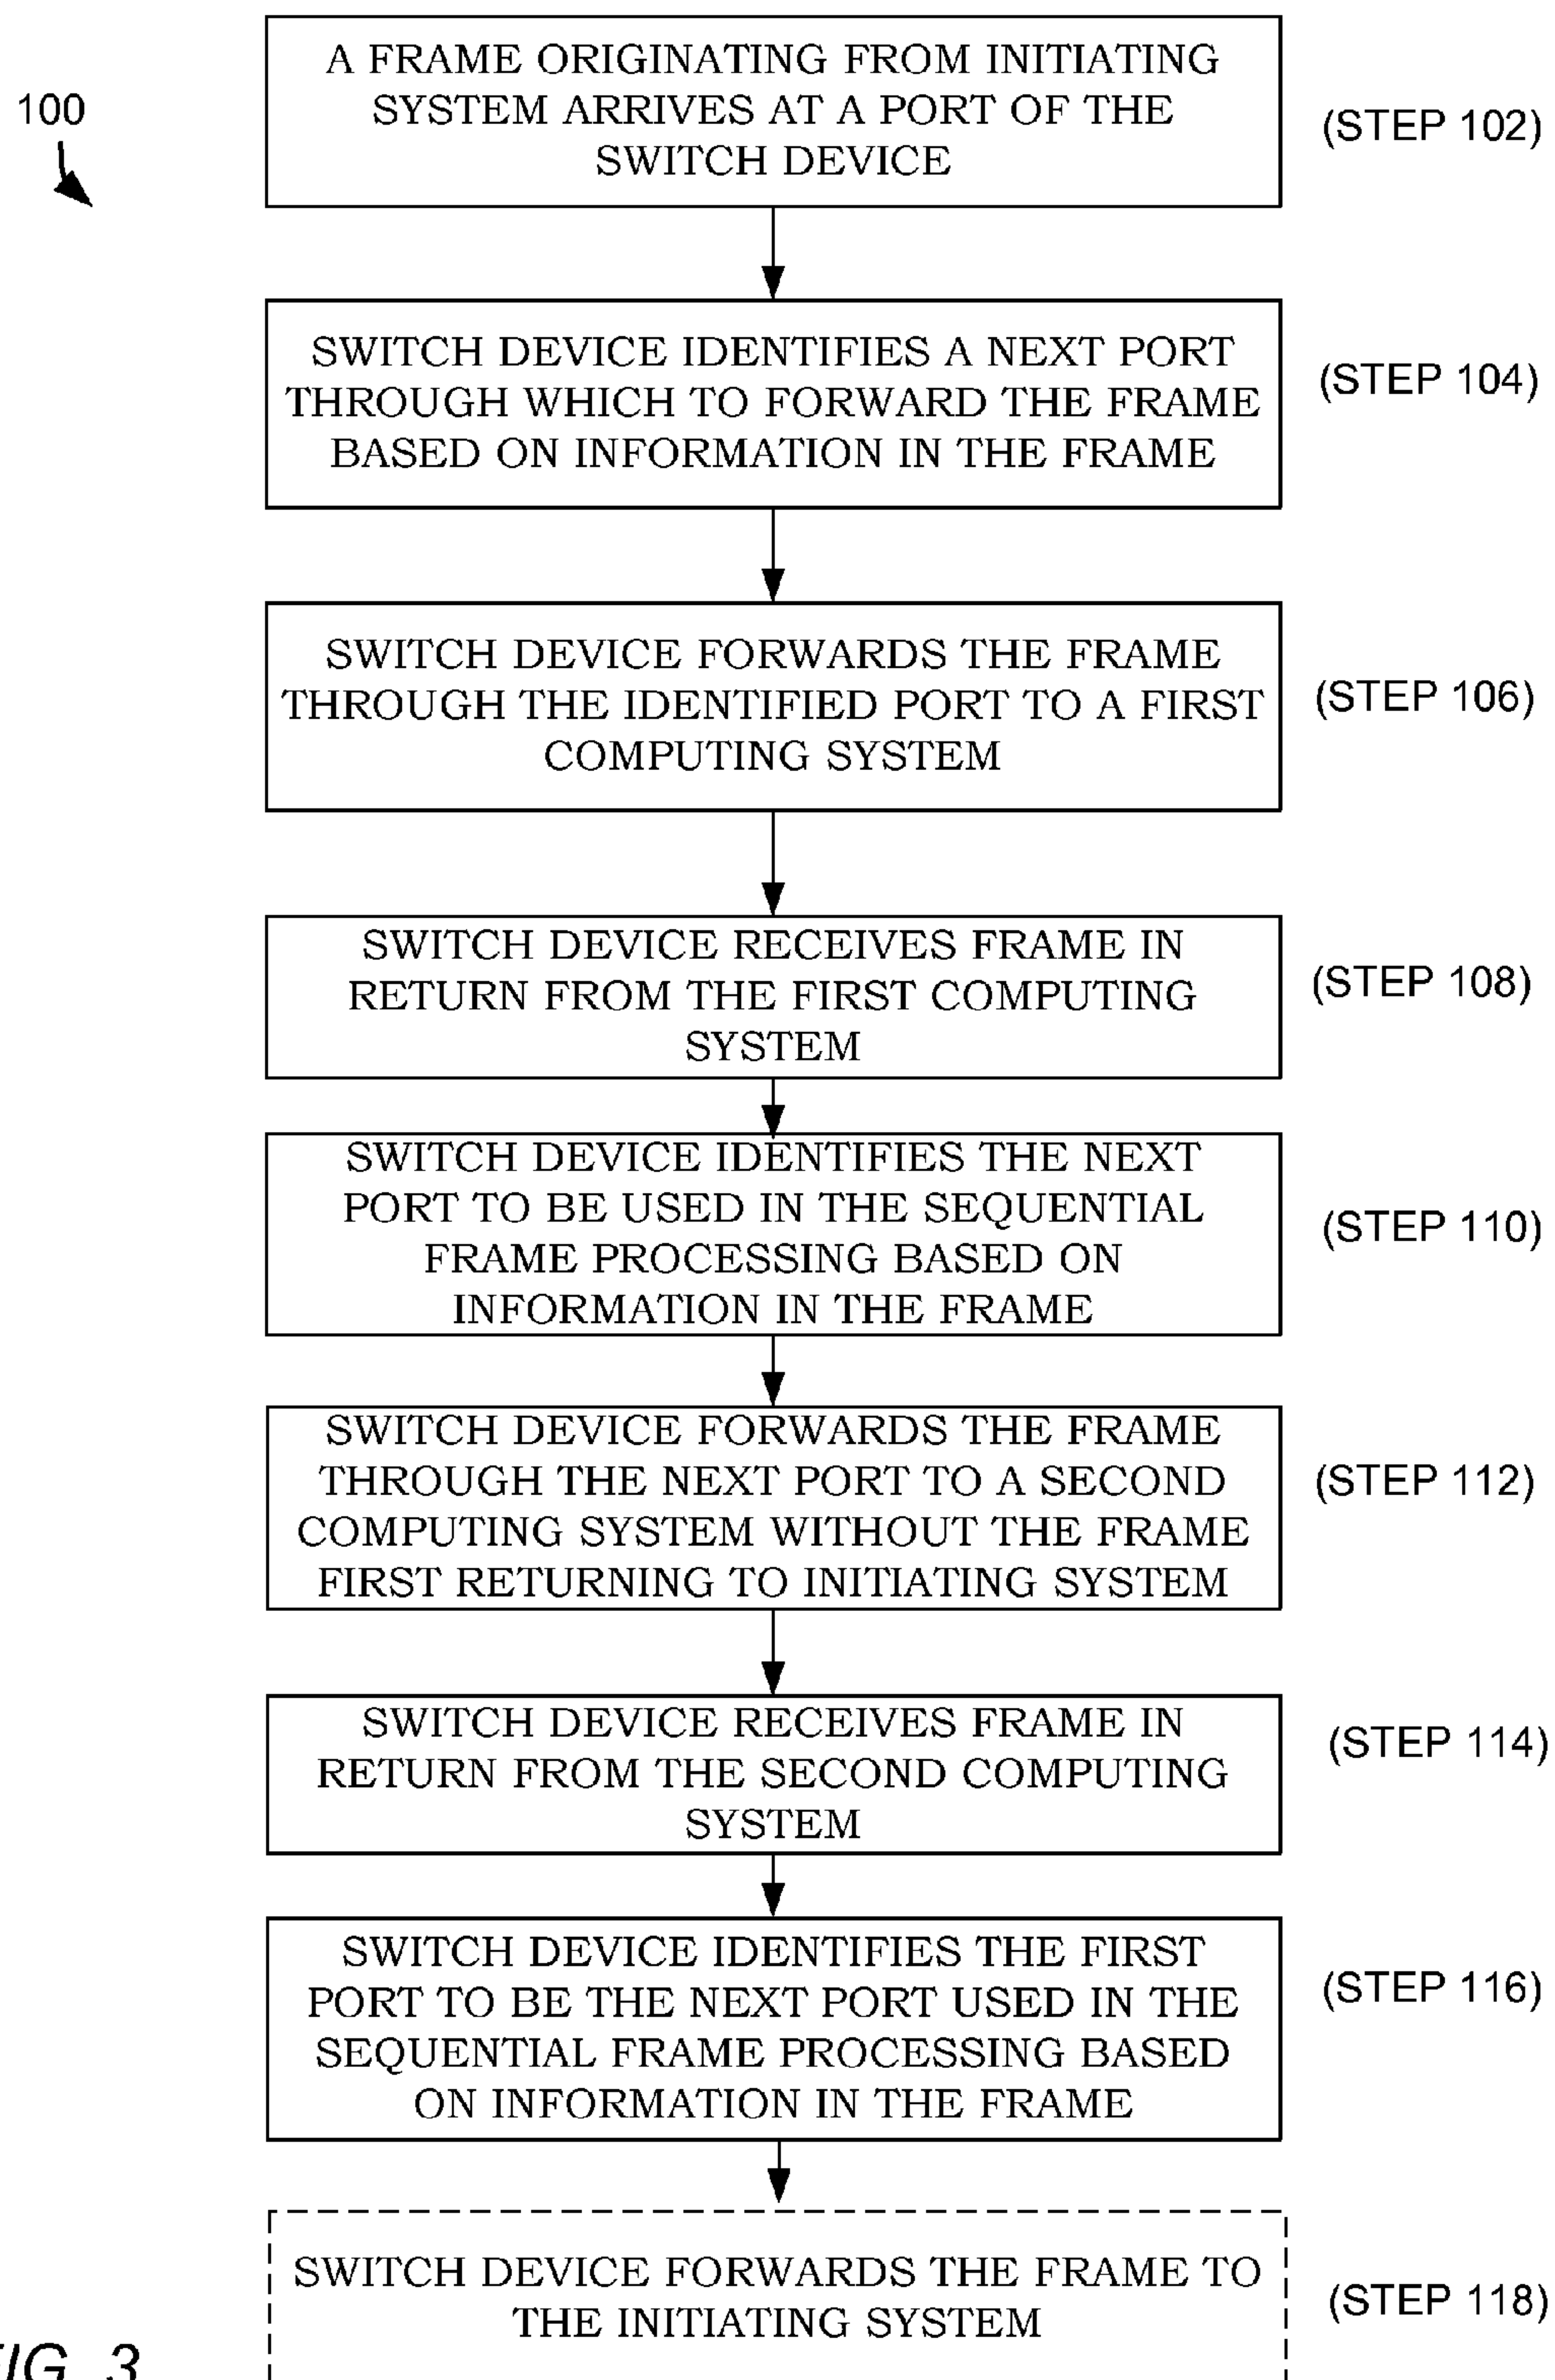 100
A FRAME ORIGINATING FROM INITIATING
SYSTEM ARRIVES AT A PORT OF THE
SWITCH DEVICE
(STEP 102)
SWITCH DEVICE IDENTIFIES A NEXT PORT
THROUGH WHICH TO FORWARD THE FRAME
BASED ON INFORMATION IN THE FRAME
(STEP 104)
SWITCH DEVICE FORWARDS THE FRAME
THROUGH THE IDENTIFIED PORT TO A FIRST
COMPUTING SYSTEM
(STEP 106)
SWITCH DEVICE RECEIVES FRAME IN
RETURN FROM THE FIRST COMPUTING
SYSTEM
(STEP 108)
SWITCH DEVICE IDENTIFIES THE NEXT
PORT TO BE USED IN THE SEQUENTIAL
FRAME PROCESSING BASED ON
INFORMATION IN THE FRAME
(STEP 110)
SWITCH DEVICE FORWARDS THE FRAME
THROUGH THE NEXT PORT TO A SECOND
COMPUTING SYSTEM WITHOUT THE FRAME
FIRST RETURNING TO INITIATING SYSTEM
(STEP 112)
SWITCH DEVICE RECEIVES FRAME IN
RETURN FROM THE SECOND COMPUTING
SYSTEM
(STEP 114)
SWITCH DEVICE IDENTIFIES THE FIRST
PORT TO BE THE NEXT PORT USED IN THE
SEQUENTIAL FRAME PROCESSING BASED
ON INFORMATION IN THE FRAME
(STEP 116)
SWITCH DEVICE FORWARDS THE FRAME TO
THE INITIATING SYSTEM
(STEP 118)
FIG. 3